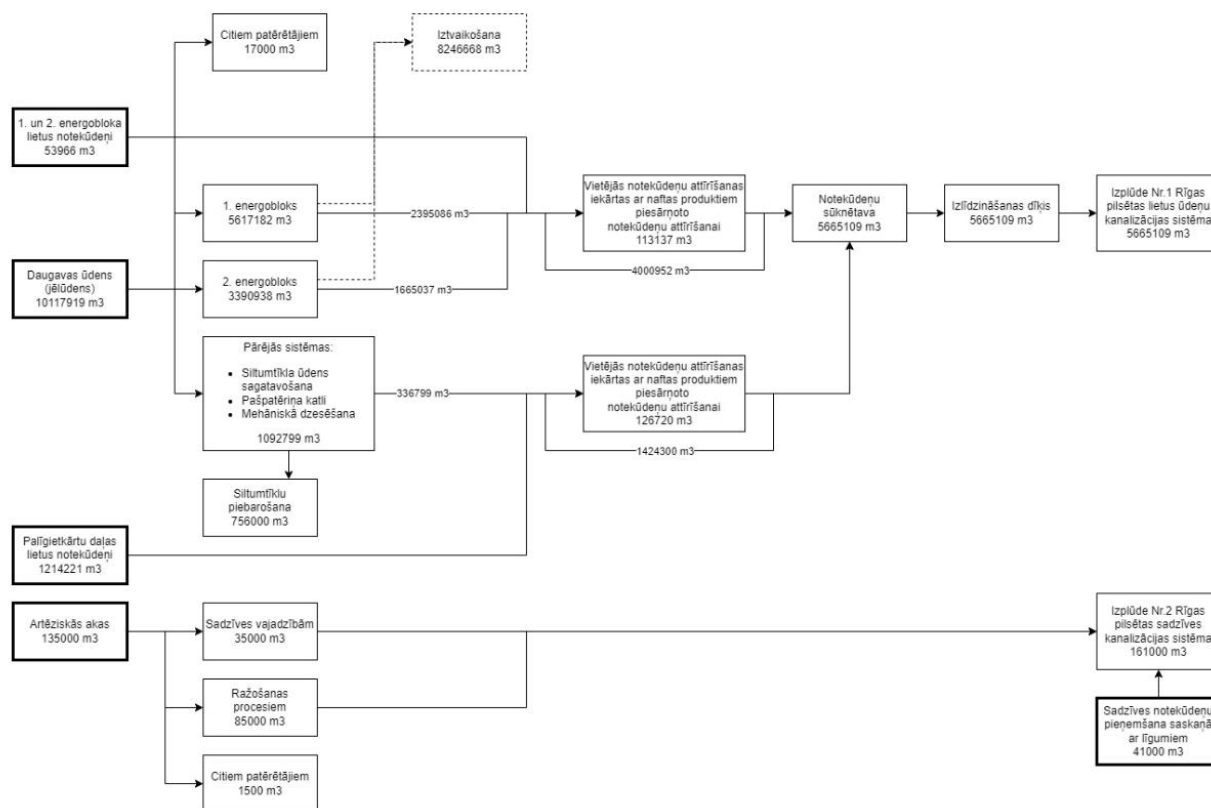 Citiem patērētājiem
17000 m3
Iztvaikošana
8246668 m3
1. un 2. energobloka
lietus notekūdeņi
53966 m3
1. energobloks
5617182 m3
2395086 m3
Vietējās notekūdeņu attīrīšanas
iekārtas ar naftas produktiem
piesārņoto
notekūdeņu attīrīšanai
113137 m3
4000952 m3
Notekūdeņu
sūknētava
5665109 m3
Izlīdzināšanas dīķis
5665109 m3
Izplūde Nr.1 Rīgas
pilsētas lietus ūdeņu
kanalizācijas sistēma
5665109 m3
Daugavas ūdens
(jēlūdens)
10117919 m3
2. energobloks
3390938 m3
1665037 m3
Pārējās sistēmas:
• Siltumtīkla ūdens
sagatavošana
• Pašpatēriņa katli
• Mehāniskā dzesēšana
1092799 m3
336799 m3
Vietējās notekūdeņu attīrīšanas
iekārtas ar naftas produktiem
piesārņoto
notekūdeņu attīrīšanai
126720 m3
1424300 m3
Siltumtīklu
piebarošana
756000 m3
Palīgietkārtu daļas
lietus notekūdeņi
1214221 m3
Artēziskās akas
135000 m3
Sadzīves vajadzībām
35000 m3
Ražošanas
procesiem
85000 m3
Citiem patērētājiem
1500 m3
Izplūde Nr.2 Rīgas
pilsētas sadzīves
kanalizācijas sistēma
161000 m3
Sadzīves notekūdeņu
pieņemšana saskaņā
ar līgumiem
41000 m3